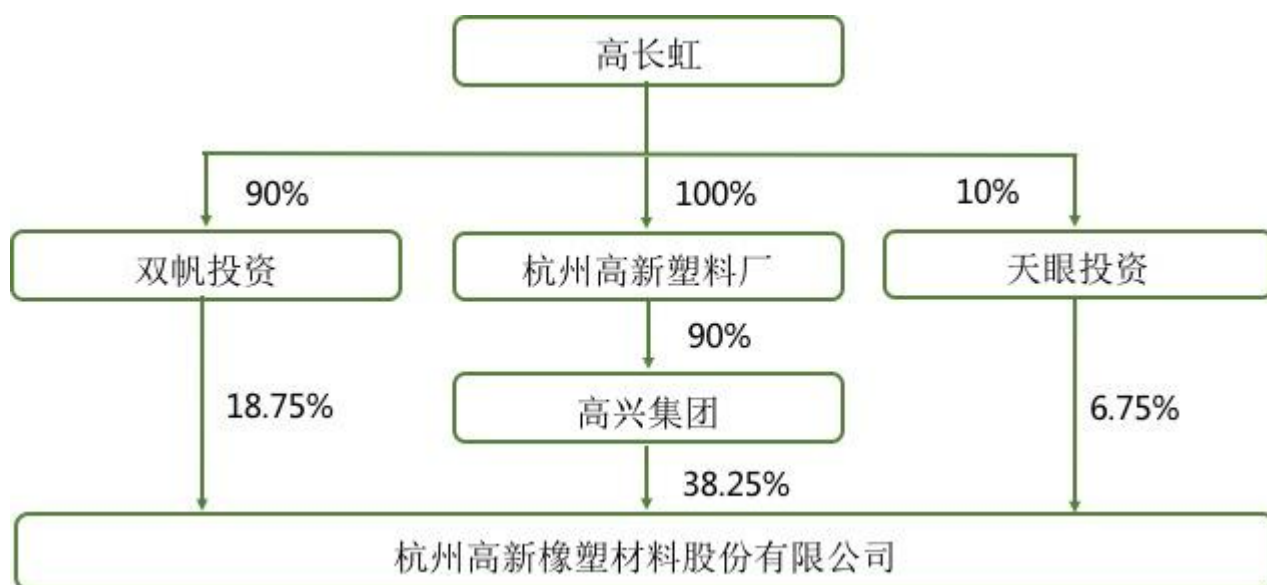 高长虹
90%
100%
10%
双帆投资
杭州高新塑料厂
天眼投资
90%
18.75%
高兴集团
6.75%
38.25%
杭州高新橡塑材料股份有限公司